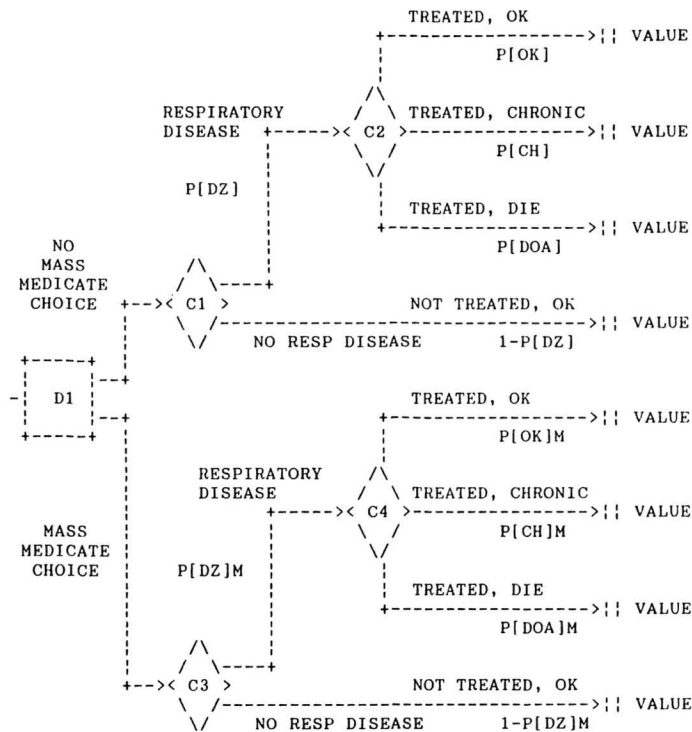 TREATED, OK
VALUE
P[OK]
RESPIRATORY
DISEASE
C2
TREATED, CHRONIC
VALUE
P[CH]
P[DZ]
TREATED, DIE
VALUE
P[DOA]
NO
MASS
MEDICATE
CHOICE
C1
NOT TREATED, OK
VALUE
NO RESP DISEASE 1-P[DZ]
D1
TREATED, OK
VALUE
P[OK]M
RESPIRATORY
DISEASE
C4
TREATED, CHRONIC
VALUE
P[CH]M
MASS
MEDICATE
CHOICE
P[DZ]M
TREATED, DIE
VALUE
P[DOA]M
C3
NOT TREATED, OK
VALUE
NO RESP DISEASE 1-P[DZ]M